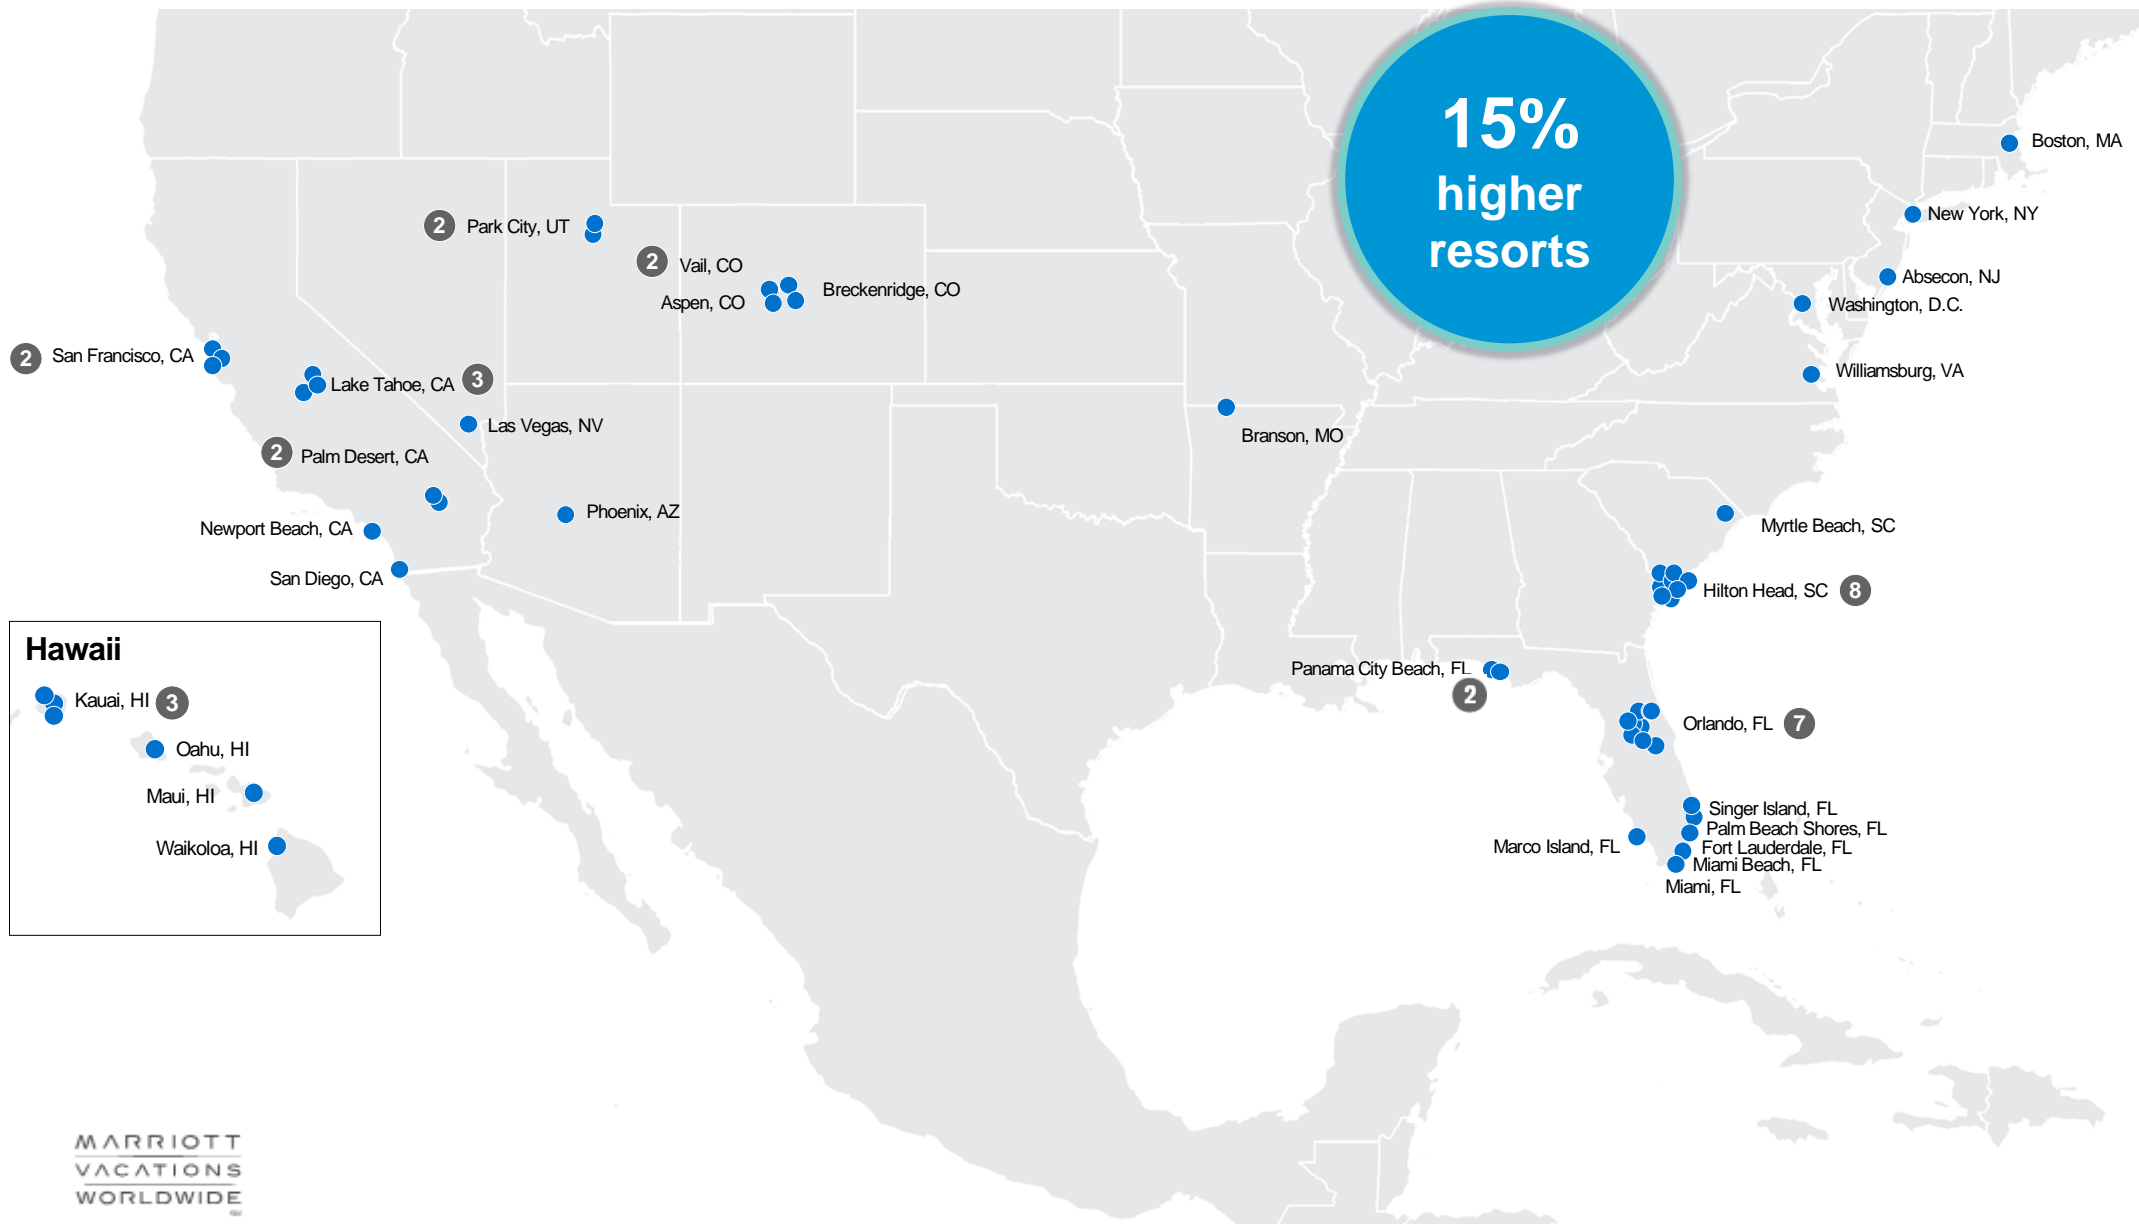 15%
higher
resorts
Boston, MA
New York, NY
2 Park City, UT
2 Vail, CO
Absecon, NJ
Breckenridge, CO
Aspen, CO
Washington, D.C.
2 San Francisco, CA
Williamsburg, VA
Lake Tahoe, CA 3
Las Vegas, NV
Branson, MO
2 Palm Desert, CA
Phoenix, AZ
Myrtle Beach, SC
Newport Beach, CA
San Diego, CA
Hilton Head, SC 8
Hawaii
Panama City Beach, FL
2
Kauai, HI 3
Orlando, FL 7
Oahu, HI
Maui, HI
Singer Island, FL
Palm Beach Shores, FL
Marco Island, FL
Fort Lauderdale, FL
Waikoloa, HI
Miami Beach, FL
Miami, FL
MARRIOTT
VACATIONS
WORLDWIDE